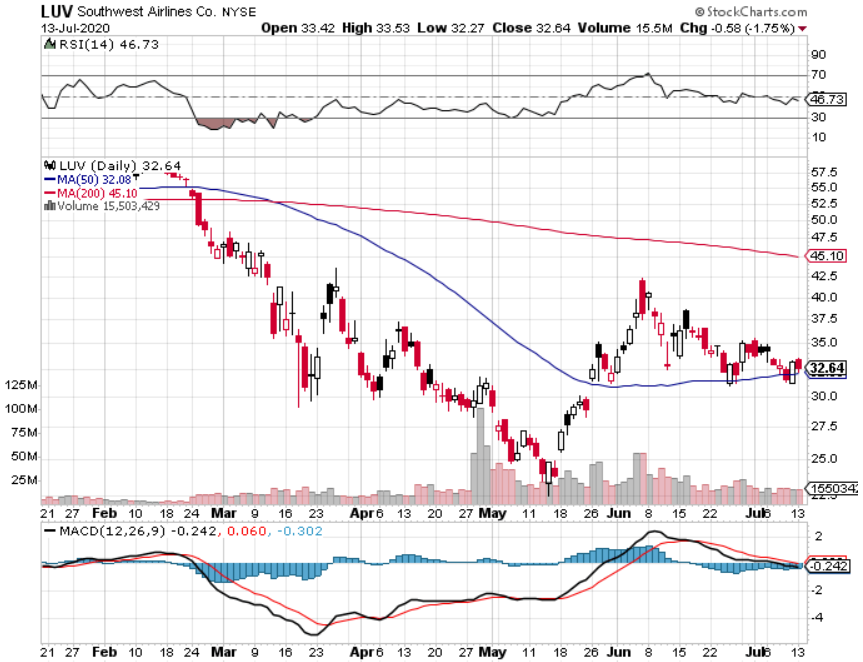 LUV Southwest Airlines Co. NYSE © StockCharts.com
13-Jul-2020 Open 33.42 High 33.53 Low 32.27 Close 32.64 Volume 15.5M Chg -0.58 (-1.75%)
RSI(14) 46.73
90
70
46.73
30
10
LUV (Daily) 32.64
MA(50) 32.08
MA(200) 45.10
Volume 15,503,429
57.5
55.0
52.5
50.0
47.5
45.10
42.5
40.0
37.5
35.0
32.64
125M
30.0
100M
27.5
75M
50M
25.0
25M
1550342
22.5
21 27 Feb 10 18 24 Mar 9 16 23 Apr 6 13 20 27 May 11 18 26 Jun 8 15 22 Jul 6 13
MACD(12,26,9) -0.242, 0.060, -0.302
2
-0.242
-2
-4
21 27 Feb 10 18 24 Mar 9 16 23 Apr 6 13 20 27 May 11 18 26 Jun 8 15 22 Jul 6 13